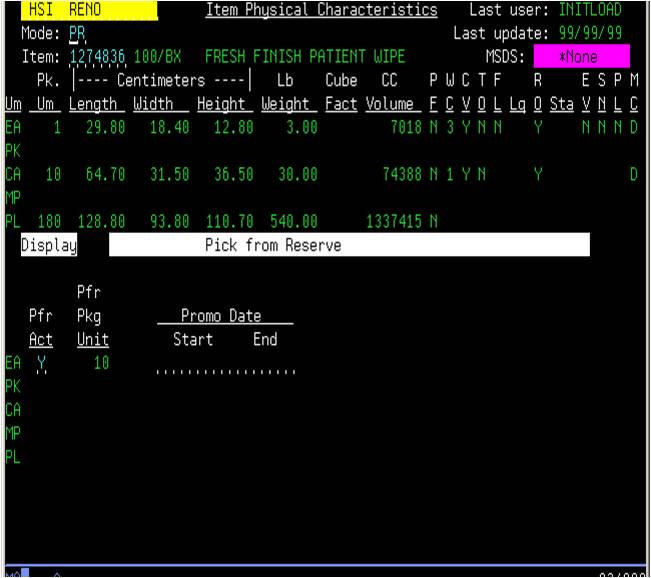 HSI RENO Item Physical Characteristics Last user: INITLOAD
Mode: PR Last update: 99/99/99
Item: 1274836 100/BX FRESH FINISH PATIENT WIPE MSDS: *None
Pk. |---- Centimeters ----| Lb Cube CC P W C T F R E S P M
Um Um Length Width Height Weight Fact Volume F C V O L Lq O Sta V N L C
EA 1 29.80 18.40 12.80 3.00 7018 N 3 Y N N Y N N N D
PK
CA 10 64.70 31.50 36.50 30.00 74388 N 1 Y N Y D
MP
PL 180 128.80 93.80 110.70 540.00 1337415 N
Display Pick from Reserve
Pfr
Pfr Pkg Promo Date
Act Unit Start End
EA Y 10
PK
CA
MP
PL